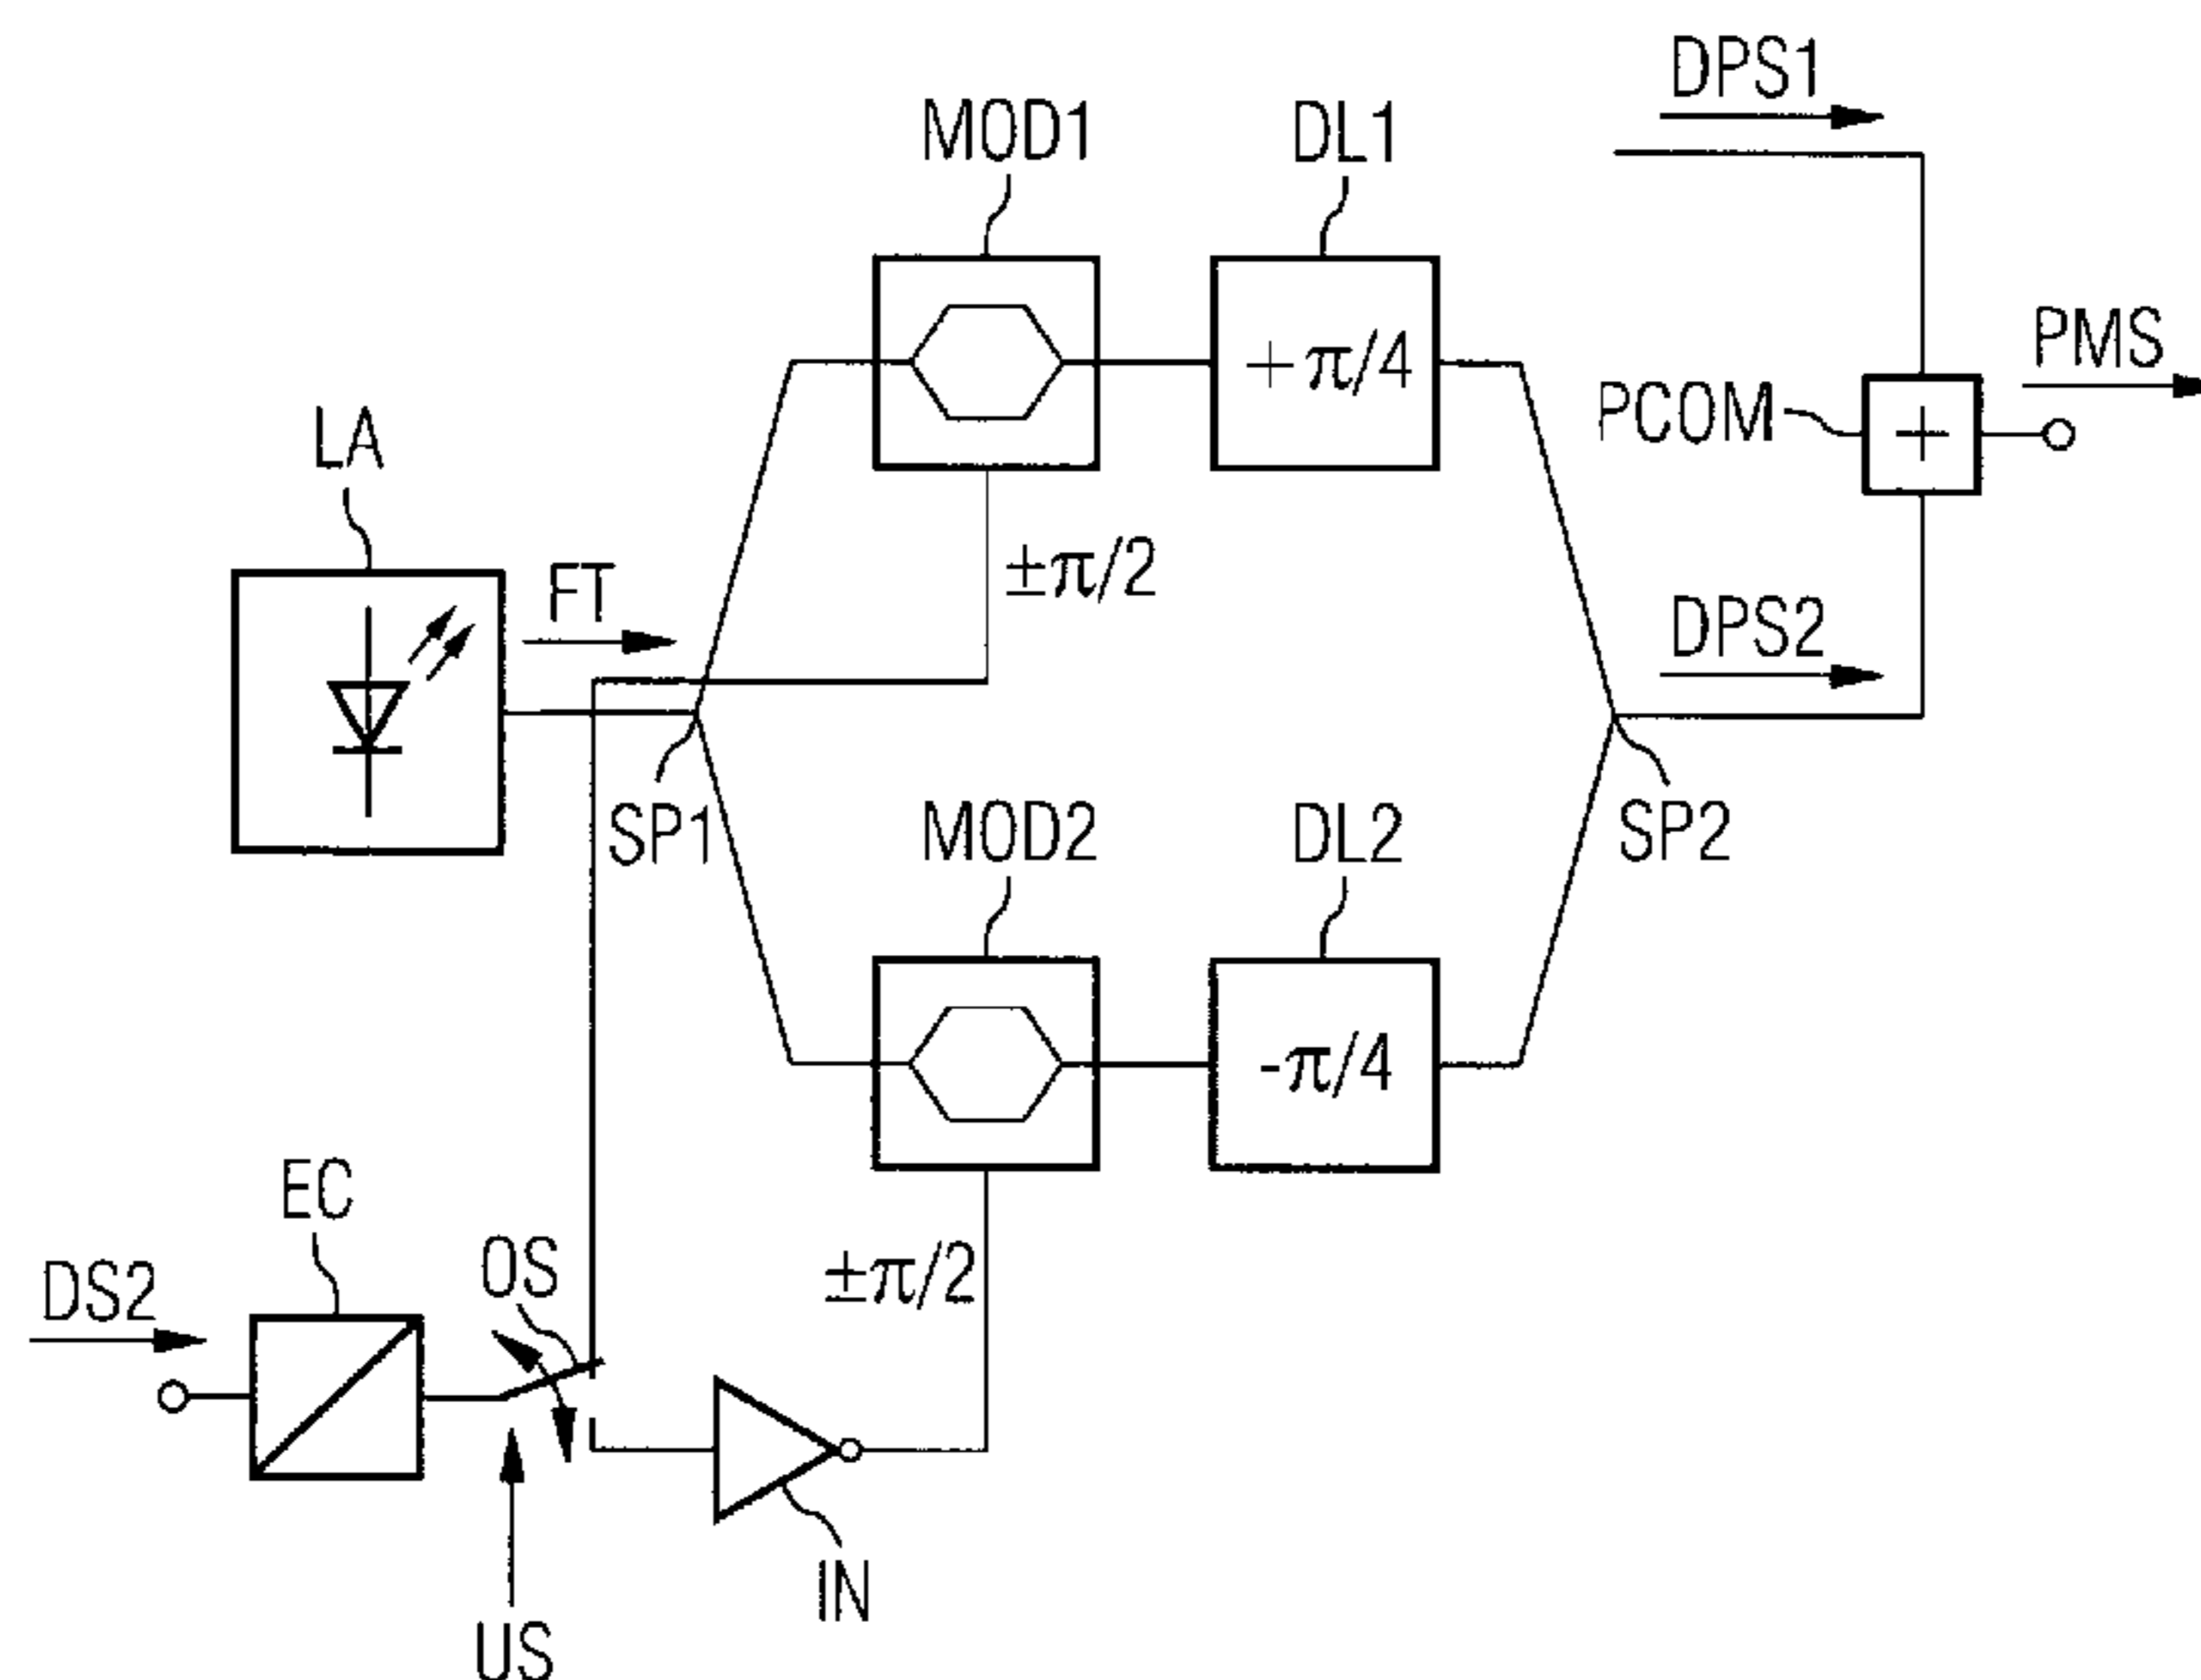 DPS1
MOD1
DL1
+π/4
PMS
PCOM
+
LA
±π/2
FT
DPS2
SP1
MOD2
DL2
SP2
-π/4
EC
OS
±π/2
DS2
IN
US